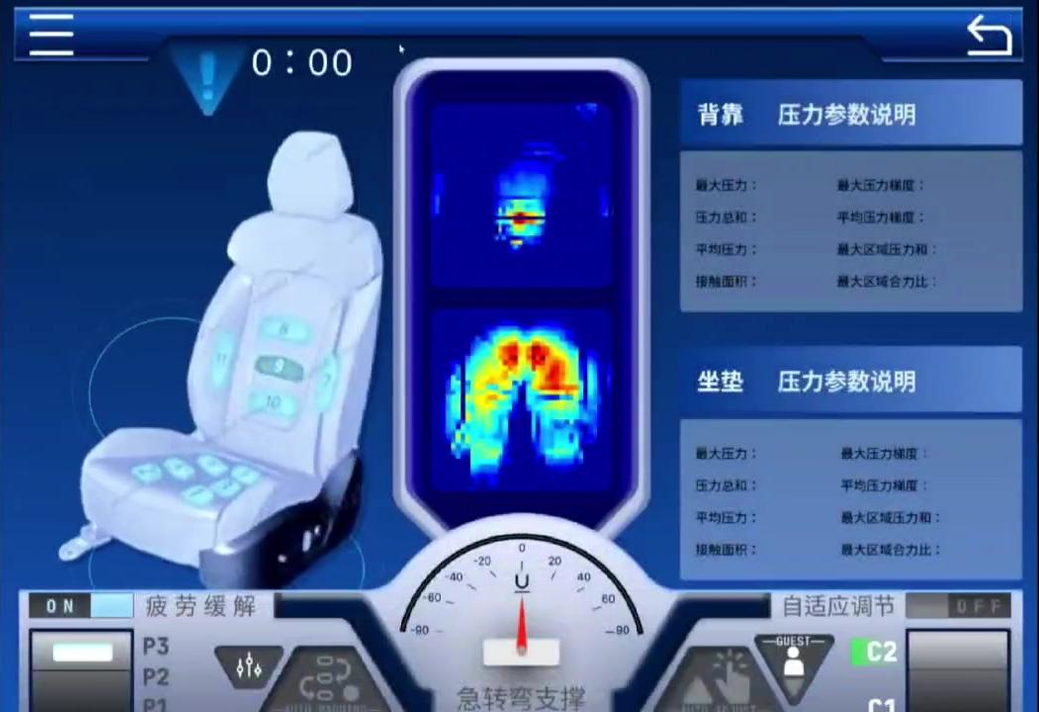 0：00
背靠 压力参数说明
最大压力： 最大压力梯度：
压力总和： 平均压力梯度：
平均压力： 最大区域压力和：
接触面积： 最大区域合力比：
8
11
9
7
10
坐垫 压力参数说明
最大压力： 最大压力梯度：
压力总和： 平均压力梯度：
平均压力： 最大区域压力和：
接触面积： 最大区域合力比：
-90 -60 -40 -20 0 20 40 60 -90
U
ON 疲劳缓解
自适应调节 OFF
P3
P2
P1
急转弯支撑
GUEST
C2
C1